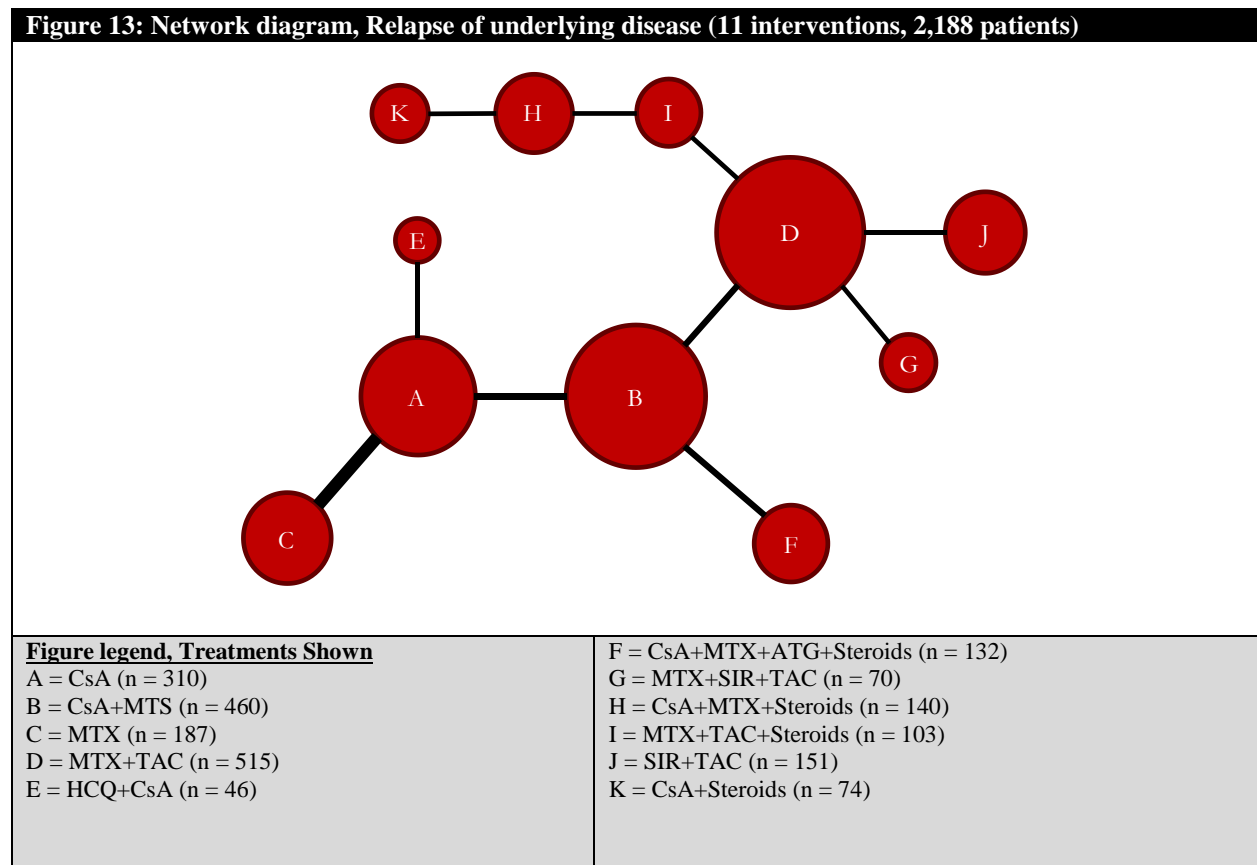 Figure 13: Network diagram, Relapse of underlying disease (11 interventions, 2,188 patients)
K
H
I
E
D
J
A
B
G
C
F
Figure legend, Treatments Shown
A = CsA (n = 310)
B = CsA+MTS (n = 460)
C = MTX (n = 187)
D = MTX+TAC (n = 515)
E = HCQ+CsA (n = 46)
F = CsA+MTX+ATG+Steroids (n = 132)
G = MTX+SIR+TAC (n = 70)
H = CsA+MTX+Steroids (n = 140)
I = MTX+TAC+Steroids (n = 103)
J = SIR+TAC (n = 151)
K = CsA+Steroids (n = 74)